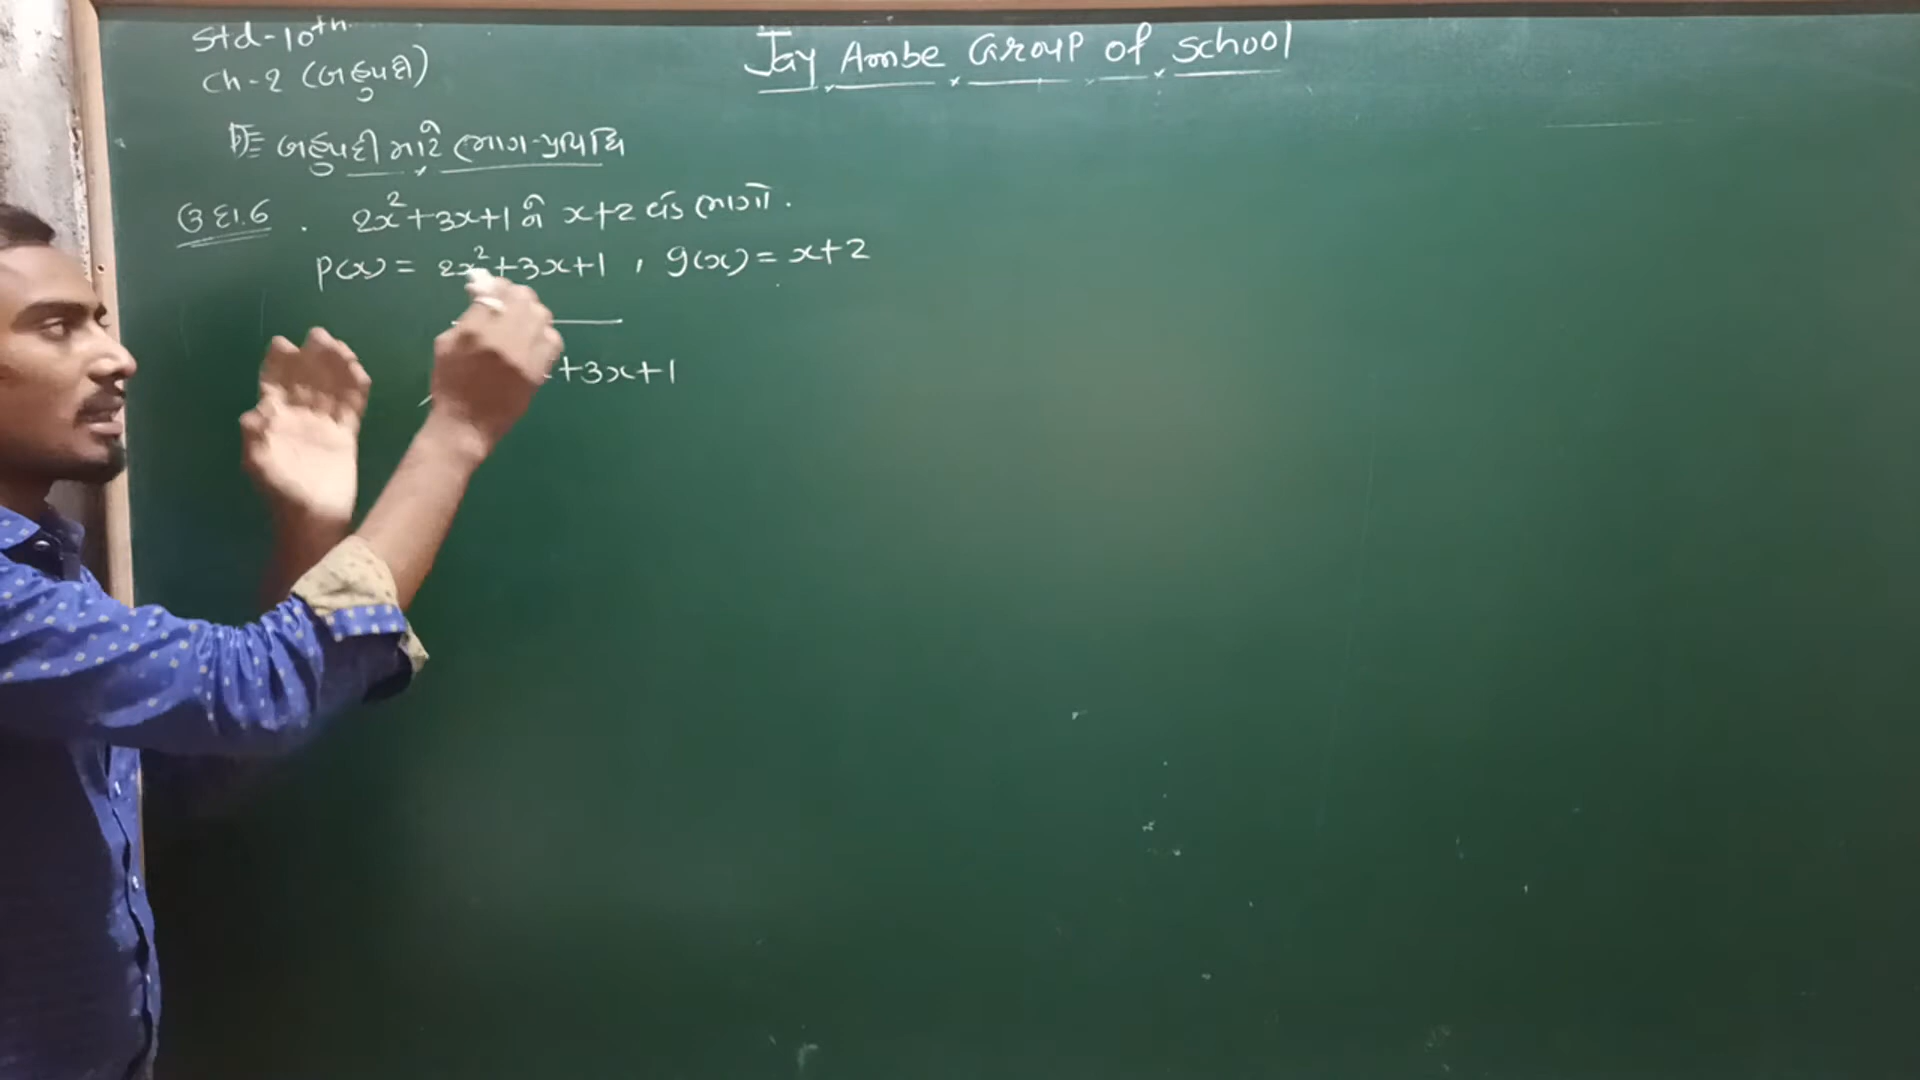 Std-10th
Ch-2 (બહુપદી)
Jay Ambe Group of School
બહુપદી માટે ભાગ-પ્રવિધિ
ઉદા.6. 2x²+3x+1 ને x+2 વડે ભાગો.
p(x) = 2x²+3x+1 , g(x) = x+2
+3x+1